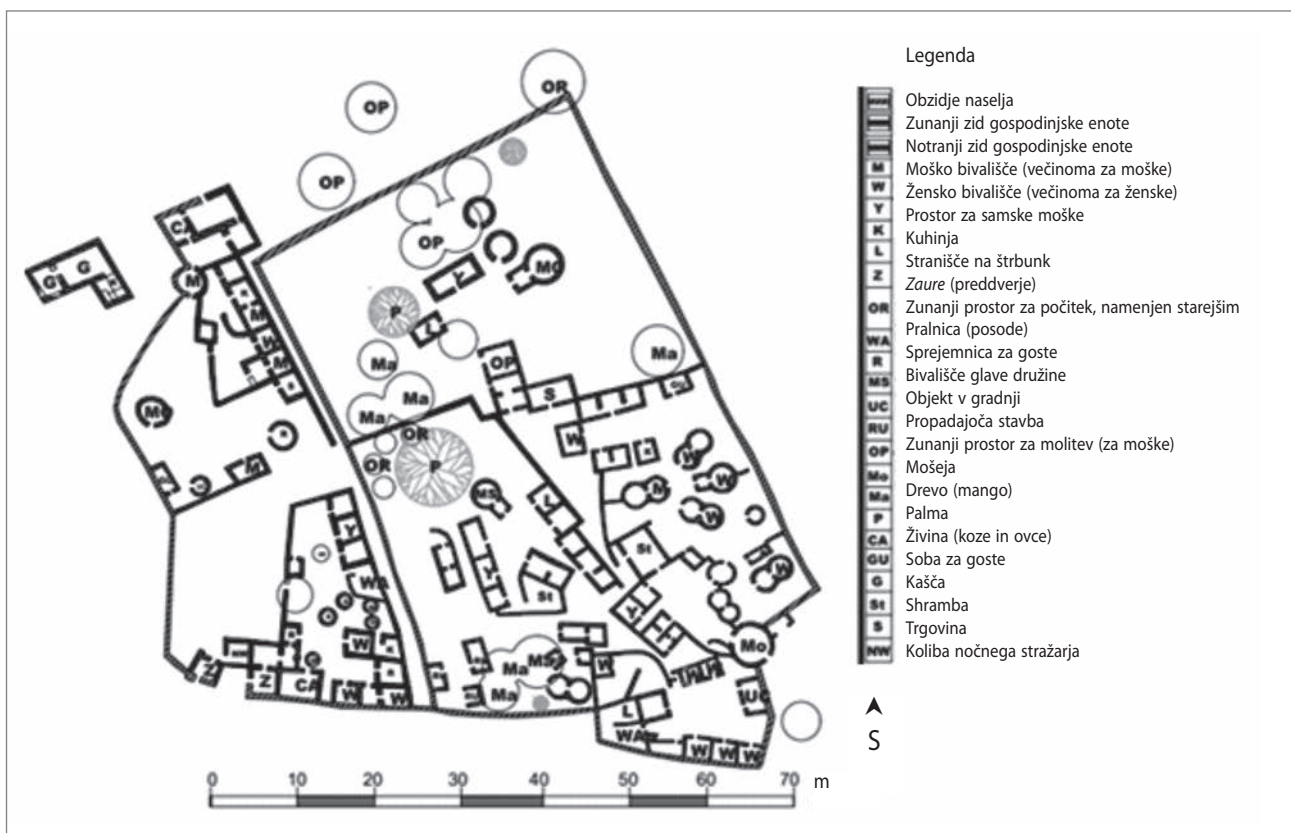 Legenda
Obzidje naselja
Zunanji zid gospodinjske enote
Notranji zid gospodinjske enote
M Moško bivališče (večinoma za moške)
W Žensko bivališče (večinoma za ženske)
Y Prostor za samske moške
K Kuhinja
L Stranišče na štrbunk
Z Zaure (preddverje)
OR Zunanji prostor za počitek, namenjen starejšim
WA Pralnica (posode)
R Sprejemnica za goste
MS Bivališče glave družine
UC Objekt v gradnji
RU Propadajoča stavba
OP Zunanji prostor za molitev (za moške)
Mo Mošeja
Ma Drevo (mango)
P Palma
CA Živina (koze in ovce)
GU Soba za goste
G Kašča
St Shramba
S Trgovina
NW Koliba nočnega stražarja
S
OR
OP
OP
OP
CA
G G
M
M
M
P
Ma
Ma
Ma
Ma
OP
S
OR
OR
P
MS
L
W
W
W
W
W
St
St
Y
Y
WA
W
Z
Z
CA
W
W
Ma
MS
Ma
W
Mo
UC
L
WA
W W W
0 10 20 30 40 50 60 70 m